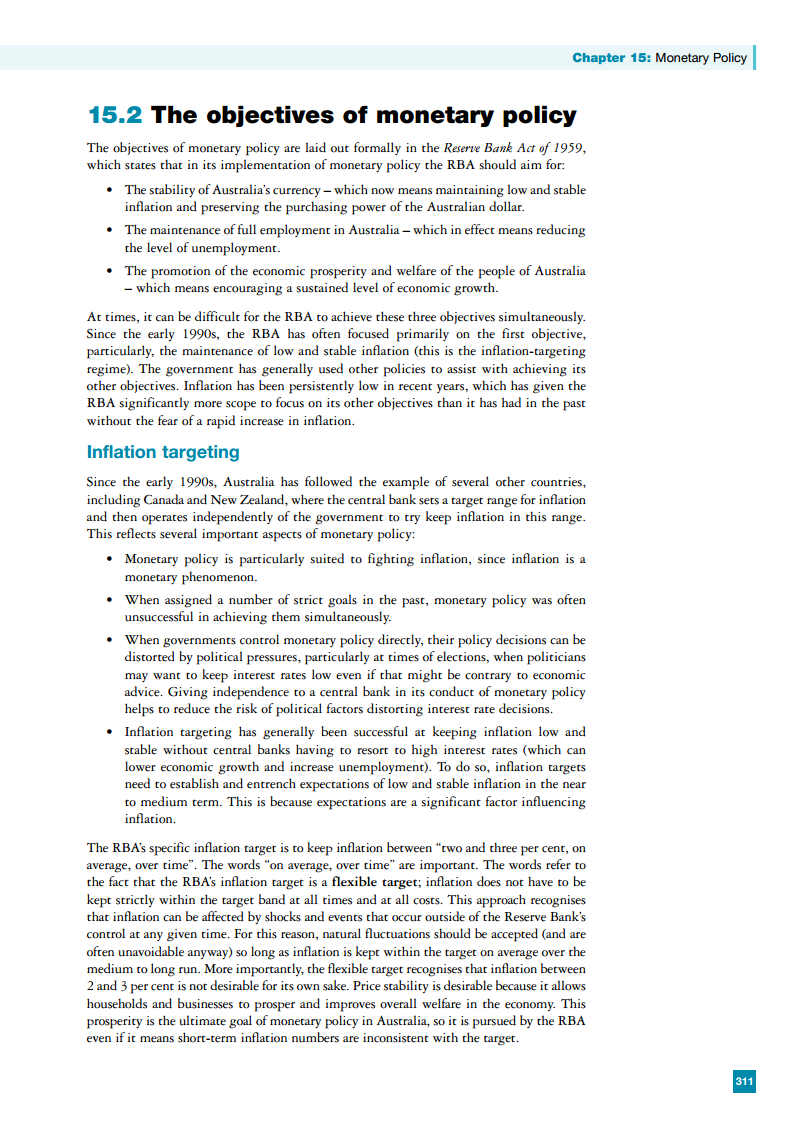 Chapter 15: Monetary Policy
15.2 The objectives of monetary policy
The objectives of monetary policy are laid out formally in the Reserve Bank Act of 1959,
which states that in its implementation of monetary policy the RBA should aim for:
• The stability of Australia's currency – which now means maintaining low and stable
inflation and preserving the purchasing power of the Australian dollar.
• The maintenance of full employment in Australia – which in effect means reducing
the level of unemployment.
• The promotion of the economic prosperity and welfare of the people of Australia
– which means encouraging a sustained level of economic growth.
At times, it can be difficult for the RBA to achieve these three objectives simultaneously.
Since the early 1990s, the RBA has often focused primarily on the first objective,
particularly, the maintenance of low and stable inflation (this is the inflation-targeting
regime). The government has generally used other policies to assist with achieving its
other objectives. Inflation has been persistently low in recent years, which has given the
RBA significantly more scope to focus on its other objectives than it has had in the past
without the fear of a rapid increase in inflation.
Inflation targeting
Since the early 1990s, Australia has followed the example of several other countries,
including Canada and New Zealand, where the central bank sets a target range for inflation
and then operates independently of the government to try keep inflation in this range.
This reflects several important aspects of monetary policy:
• Monetary policy is particularly suited to fighting inflation, since inflation is a
monetary phenomenon.
• When assigned a number of strict goals in the past, monetary policy was often
unsuccessful in achieving them simultaneously.
• When governments control monetary policy directly, their policy decisions can be
distorted by political pressures, particularly at times of elections, when politicians
may want to keep interest rates low even if that might be contrary to economic
advice. Giving independence to a central bank in its conduct of monetary policy
helps to reduce the risk of political factors distorting interest rate decisions.
• Inflation targeting has generally been successful at keeping inflation low and
stable without central banks having to resort to high interest rates (which can
lower economic growth and increase unemployment). To do so, inflation targets
need to establish and entrench expectations of low and stable inflation in the near
to medium term. This is because expectations are a significant factor influencing
inflation.
The RBA's specific inflation target is to keep inflation between “two and three per cent, on
average, over time”. The words “on average, over time” are important. The words refer to
the fact that the RBA's inflation target is a flexible target; inflation does not have to be
kept strictly within the target band at all times and at all costs. This approach recognises
that inflation can be affected by shocks and events that occur outside of the Reserve Bank's
control at any given time. For this reason, natural fluctuations should be accepted (and are
often unavoidable anyway) so long as inflation is kept within the target on average over the
medium to long run. More importantly, the flexible target recognises that inflation between
2 and 3 per cent is not desirable for its own sake. Price stability is desirable because it allows
households and businesses to prosper and improves overall welfare in the economy. This
prosperity is the ultimate goal of monetary policy in Australia, so it is pursued by the RBA
even if it means short-term inflation numbers are inconsistent with the target.
311